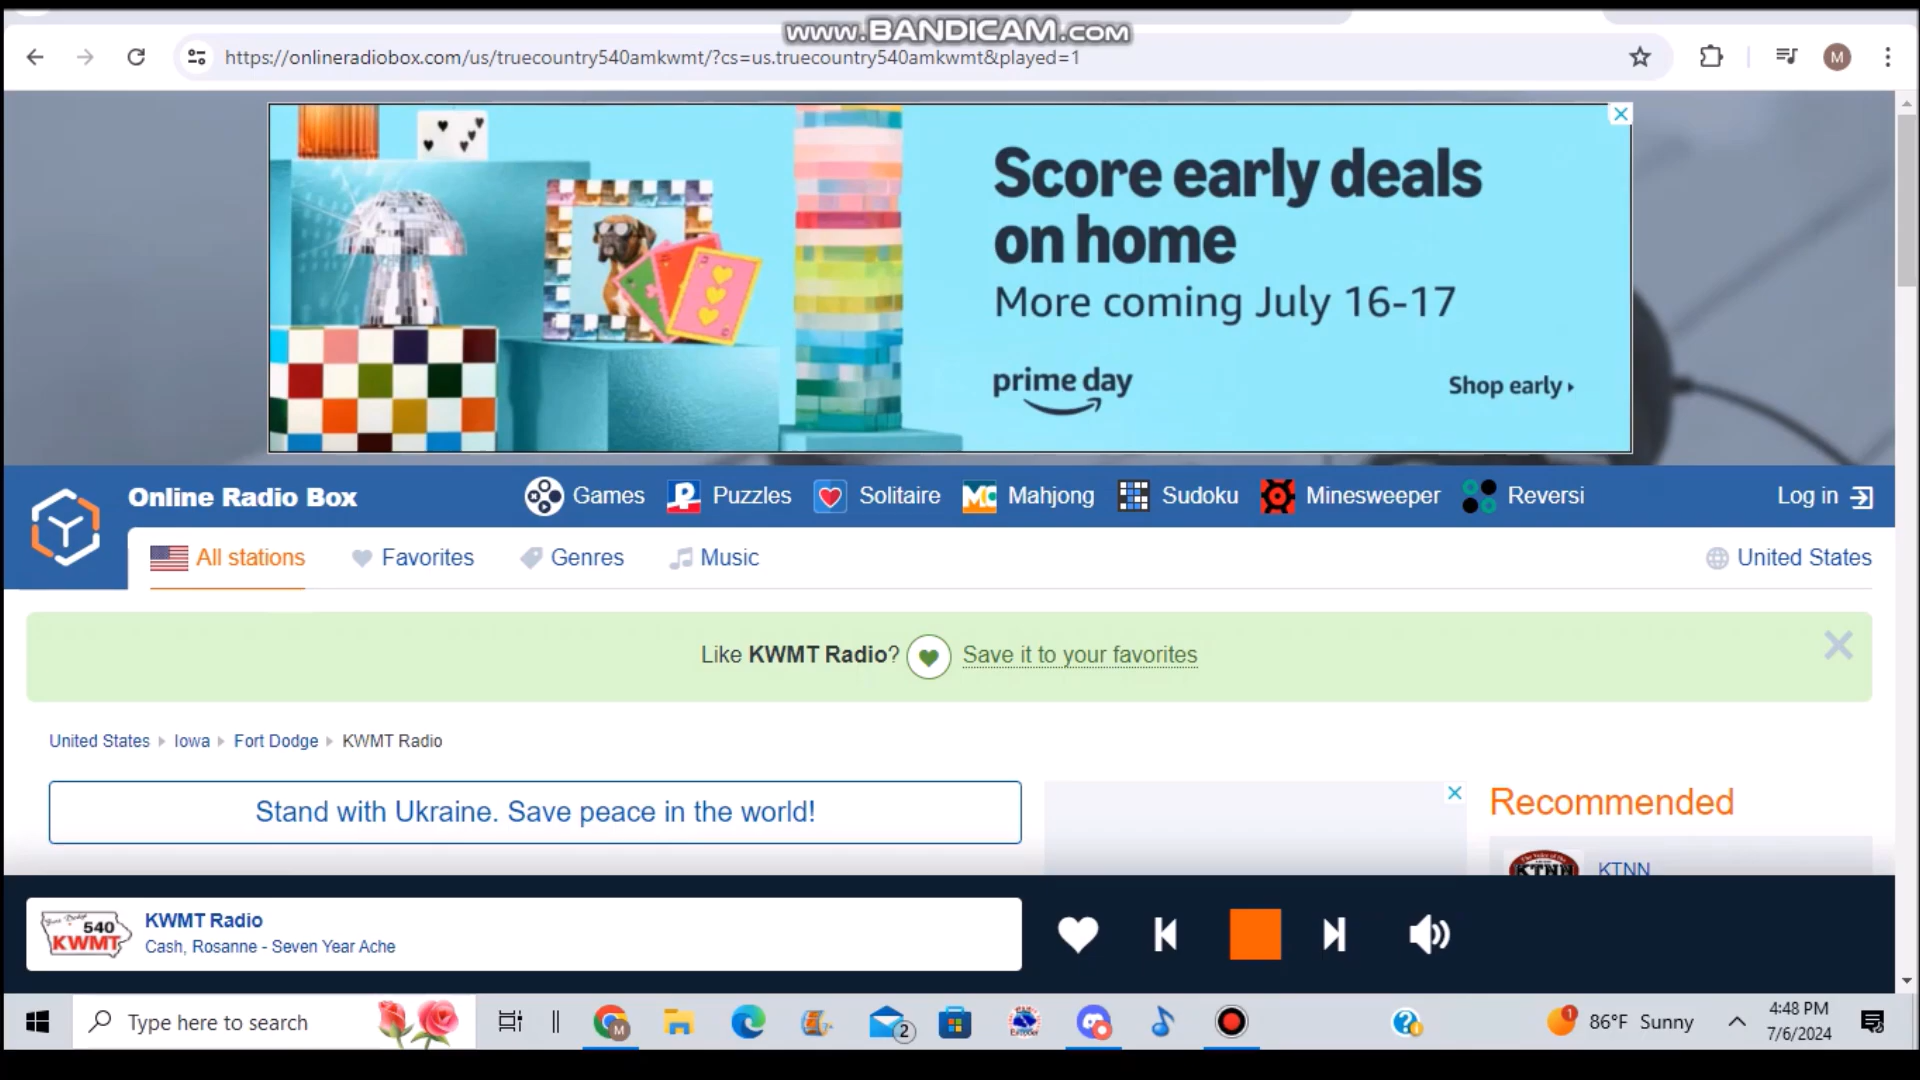 www.BANDICAM.com
https://onlineradiobox.com/us/truecountry540amkwmt/?cs=us.truecountry540amkwmt&played=1
M
Score early deals
on home
More coming July 16-17
prime day
Shop early
Online Radio Box
Games
Puzzles
Solitaire
Mahjong
Sudoku
Minesweeper
Reversi
Log in
All stations
Favorites
Genres
Music
United States
Like KWMT Radio?
Save it to your favorites
United States
Iowa
Fort Dodge
KWMT Radio
Stand with Ukraine. Save peace in the world!
Recommended
KTNN
KTNN
540
KWMT
KWMT Radio
Cash, Rosanne - Seven Year Ache
Type here to search
M
2
1
86°F Sunny
4:48 PM
7/6/2024